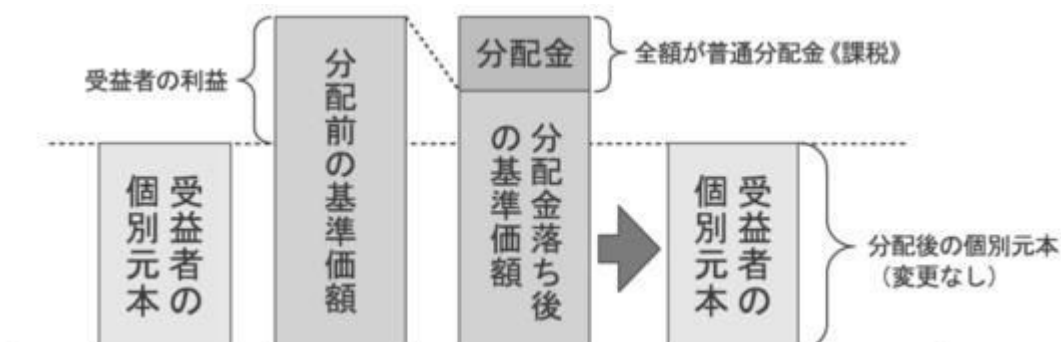 受益者の利益
受益者の
個別元本
分配前の基準価額
分配金
全額が普通分配金《課税》
分配金落ち後
の基準価額
受益者の
個別元本
分配後の個別元本
（変更なし）